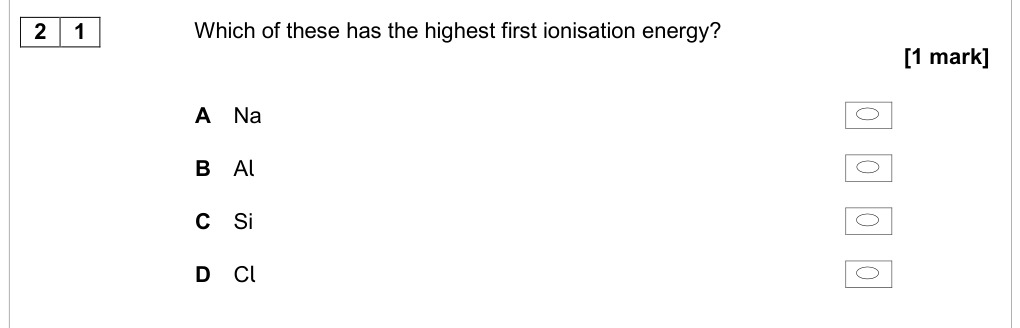 2 1 Which of these has the highest first ionisation energy?
[1 mark]
A Na
B Al
C Si
D Cl